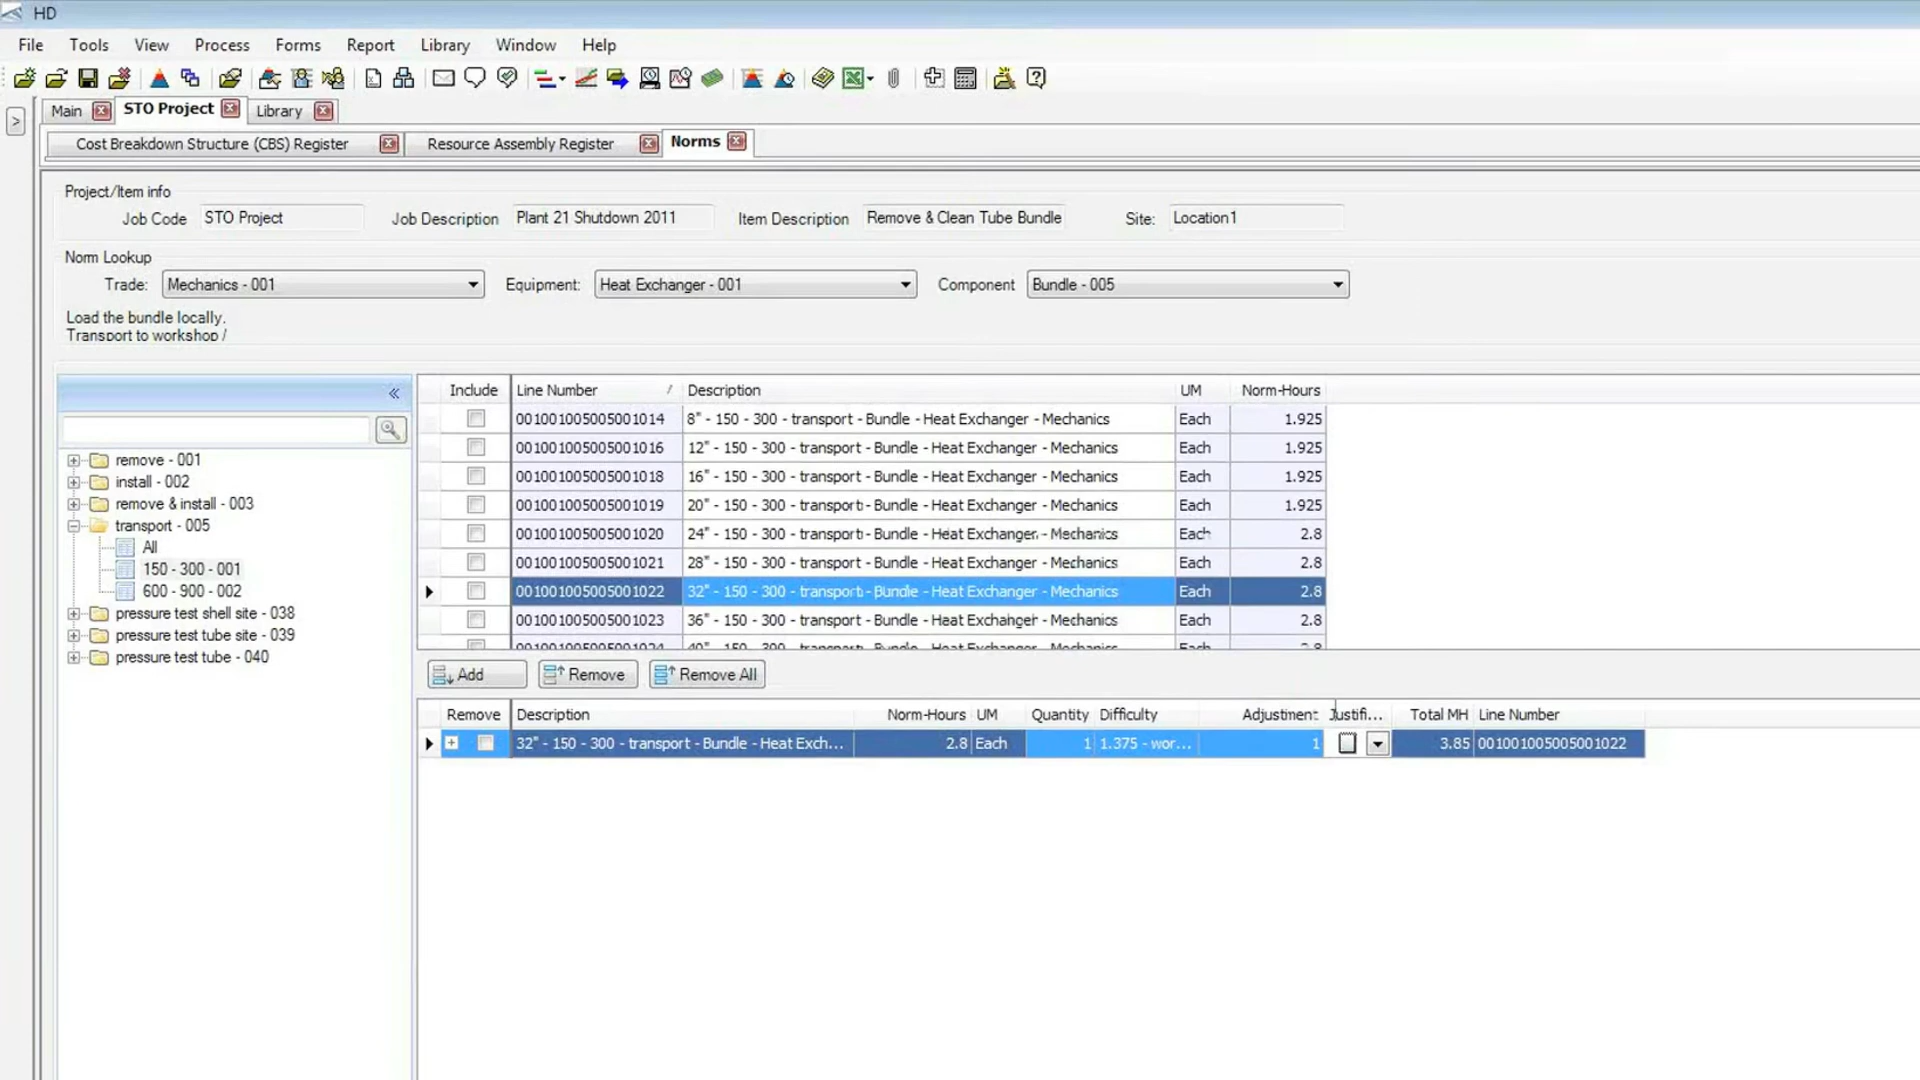 HD
File Tools View Process Forms Report Library Window Help
Main STO Project Library
Cost Breakdown Structure (CBS) Register Resource Assembly Register Norms
Project/Item info
Job Code STO Project Job Description Plant 21 Shutdown 2011 Item Description Remove & Clean Tube Bundle Site: Location1
Norm Lookup
Trade: Mechanics - 001 Equipment: Heat Exchanger - 001 Component Bundle - 005
Load the bundle locally.
Transport to workshop /
remove - 001
install - 002
remove & install - 003
transport - 005
All
150 - 300 - 001
600 - 900 - 002
pressure test shell site - 038
pressure test tube site - 039
pressure test tube - 040
Include Line Number Description UM Norm-Hours
001001005005001014 8" - 150 - 300 - transport - Bundle - Heat Exchanger - Mechanics Each 1.925
001001005005001016 12" - 150 - 300 - transport - Bundle - Heat Exchanger - Mechanics Each 1.925
001001005005001018 16" - 150 - 300 - transport - Bundle - Heat Exchanger - Mechanics Each 1.925
001001005005001019 20" - 150 - 300 - transport - Bundle - Heat Exchanger - Mechanics Each 1.925
001001005005001020 24" - 150 - 300 - transport - Bundle - Heat Exchanger - Mechanics Each 2.8
001001005005001021 28" - 150 - 300 - transport - Bundle - Heat Exchanger - Mechanics Each 2.8
001001005005001022 32" - 150 - 300 - transport - Bundle - Heat Exchanger - Mechanics Each 2.8
001001005005001023 36" - 150 - 300 - transport - Bundle - Heat Exchanger - Mechanics Each 2.8
001001005005001024 40" - 150 - 300 - transport - Bundle - Heat Exchanger - Mechanics Each 2.8
Add Remove Remove All
Remove Description Norm-Hours UM Quantity Difficulty Adjustment Justifi... Total MH Line Number
32" - 150 - 300 - transport - Bundle - Heat Exch... 2.8 Each 1 1.375 - wor... 1 3.85 001001005005001022